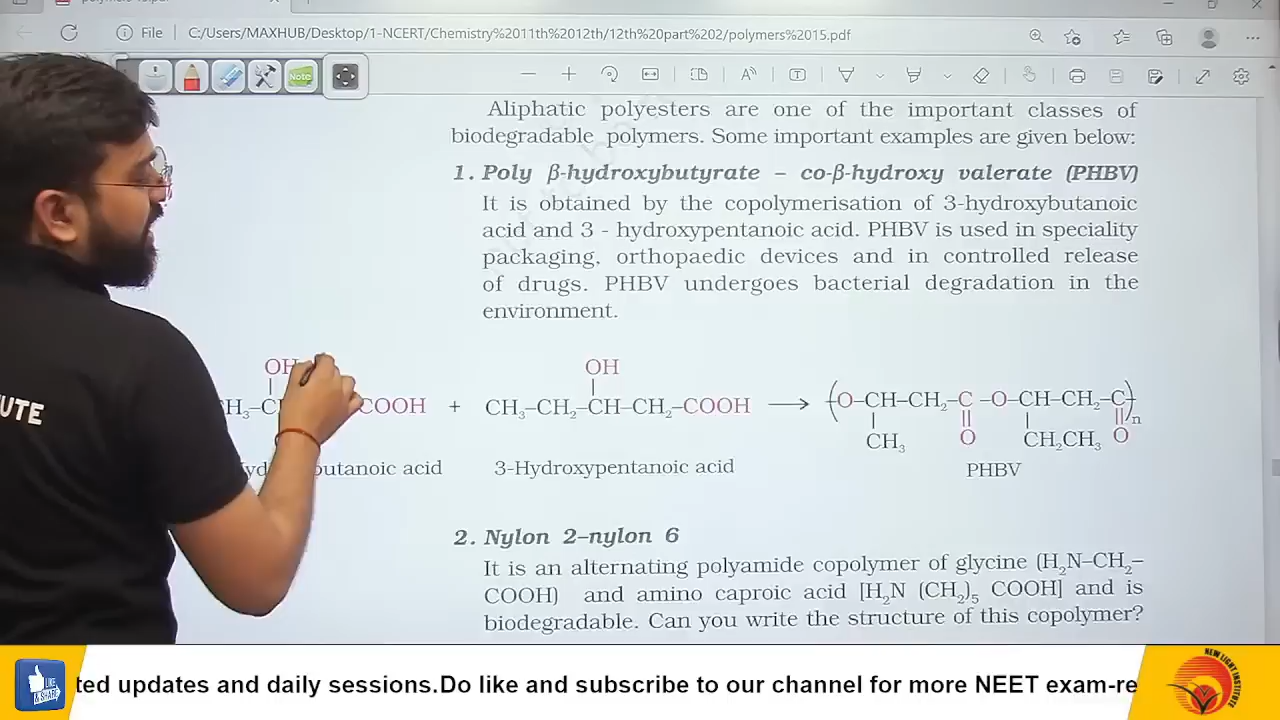 File C:/Users/MAXHUB/Desktop/1-NCERT/Chemistry%2011th%2012th/12th%20part%202/polymers%2015.pdf
Note
Aliphatic polyesters are one of the important classes of
biodegradable polymers. Some important examples are given below:
1. Poly β-hydroxybutyrate – co-β-hydroxy valerate (PHBV)
It is obtained by the copolymerisation of 3-hydroxybutanoic
acid and 3 - hydroxypentanoic acid. PHBV is used in speciality
packaging, orthopaedic devices and in controlled release
of drugs. PHBV undergoes bacterial degradation in the
environment.
OH OH
H₃–C COOH + CH₃–CH₂–CH–CH₂–COOH ⟶ (O–CH–CH₂–C–O–CH–CH₂–C)n
CH₃ O CH₂CH₃ O
butanoic acid 3-Hydroxypentanoic acid PHBV
2. Nylon 2–nylon 6
It is an alternating polyamide copolymer of glycine (H₂N–CH₂–
COOH) and amino caproic acid [H₂N (CH₂)₅ COOH] and is
biodegradable. Can you write the structure of this copolymer?
UTE
LIKE & SHARE
ted updates and daily sessions.Do like and subscribe to our channel for more NEET exam-re
NEW LIGHT INSTITUTE